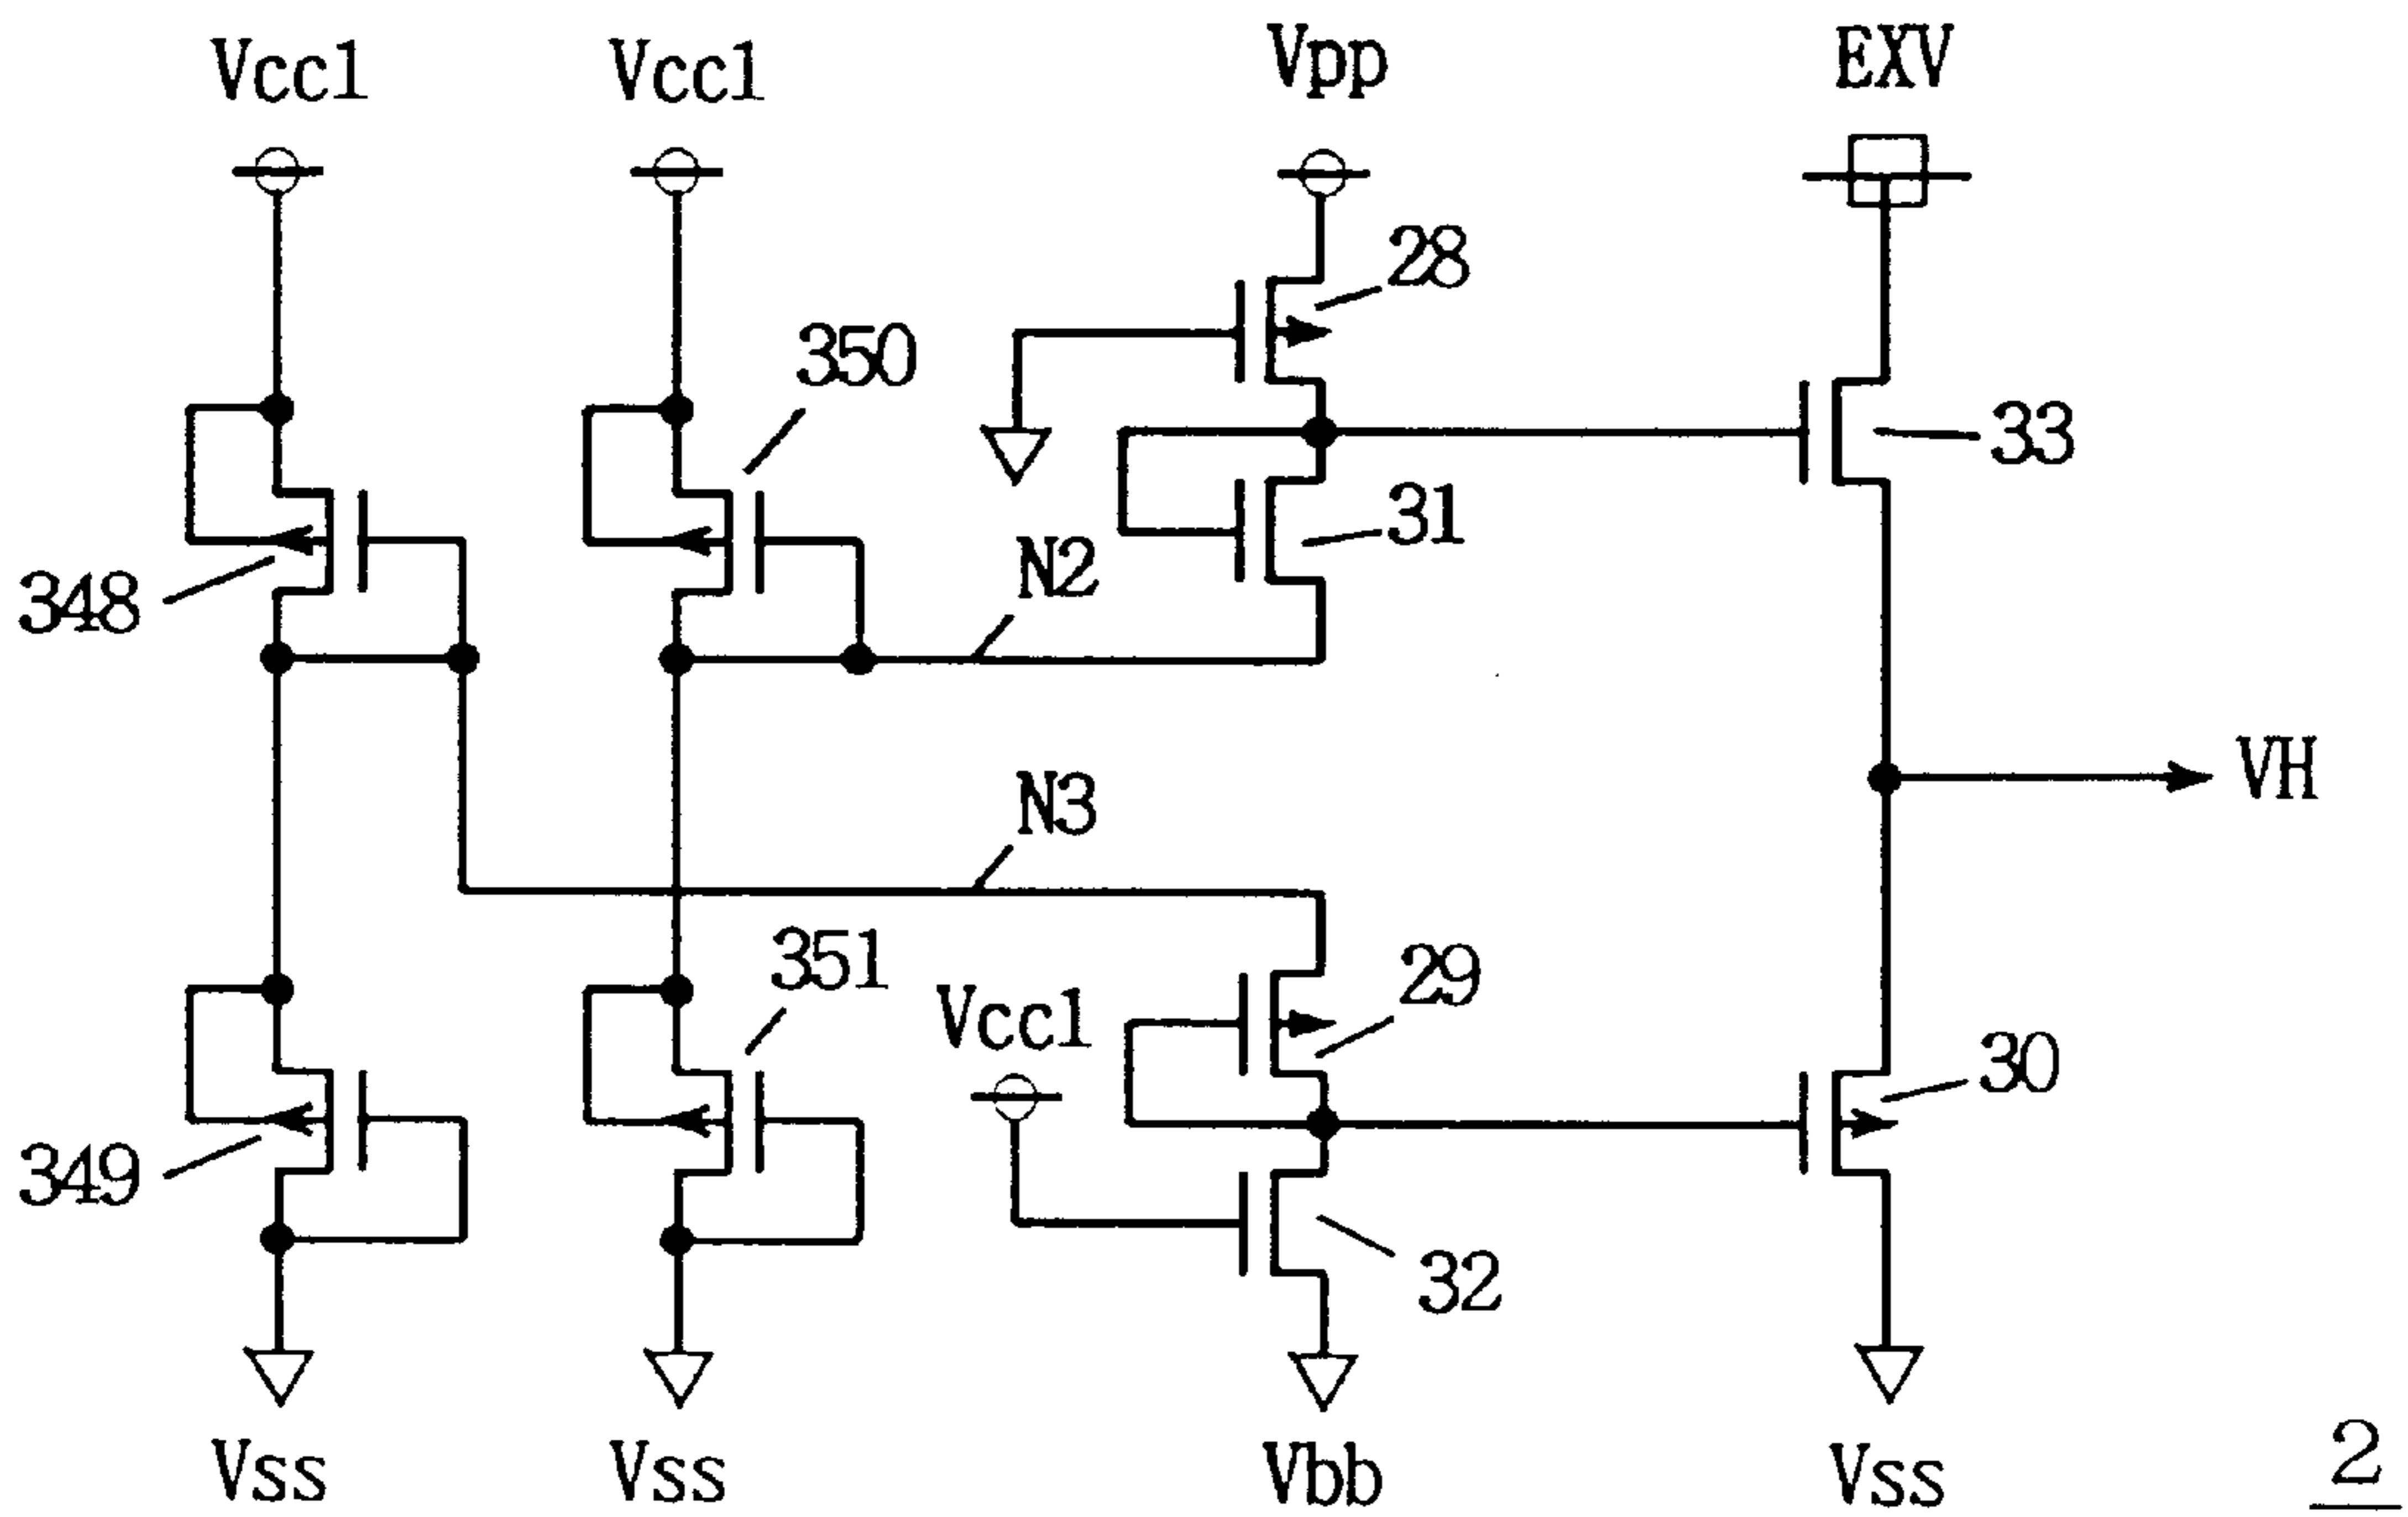 Vcc1 Vcc1 Vpp EXV
28
350
33
31
N2
348
VH
N3
351
29
Vcc1
30
349
32
Vss Vss Vbb Vss
2